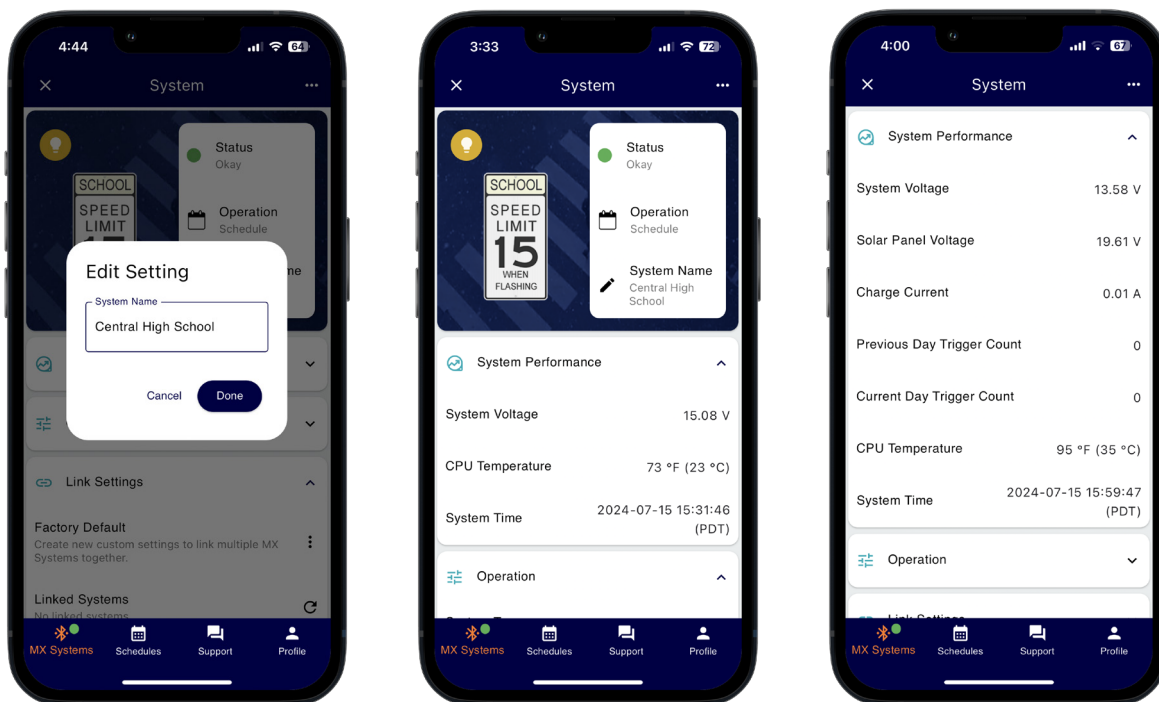 4:44
64
System
Status
Okay
SCHOOL
Operation
SPEED
Schedule
LIMIT
Edit Setting
System Name
Central High School
Cancel
Done
Link Settings
Factory Default
Create new custom settings to link multiple MX
Systems together.
Linked Systems
No linked systems
MX Systems
Schedules
Support
Profile
3:33
72
System
Status
Okay
SCHOOL
SPEED
LIMIT
15
WHEN
FLASHING
Operation
Schedule
System Name
Central High
School
System Performance
System Voltage
15.08 V
CPU Temperature
73 °F (23 °C)
System Time
2024-07-15 15:31:46
(PDT)
Operation
MX Systems
Schedules
Support
Profile
4:00
67
System
System Performance
System Voltage
13.58 V
Solar Panel Voltage
19.61 V
Charge Current
0.01 A
Previous Day Trigger Count
0
Current Day Trigger Count
0
CPU Temperature
95 °F (35 °C)
System Time
2024-07-15 15:59:47
(PDT)
Operation
Link Settings
MX Systems
Schedules
Support
Profile